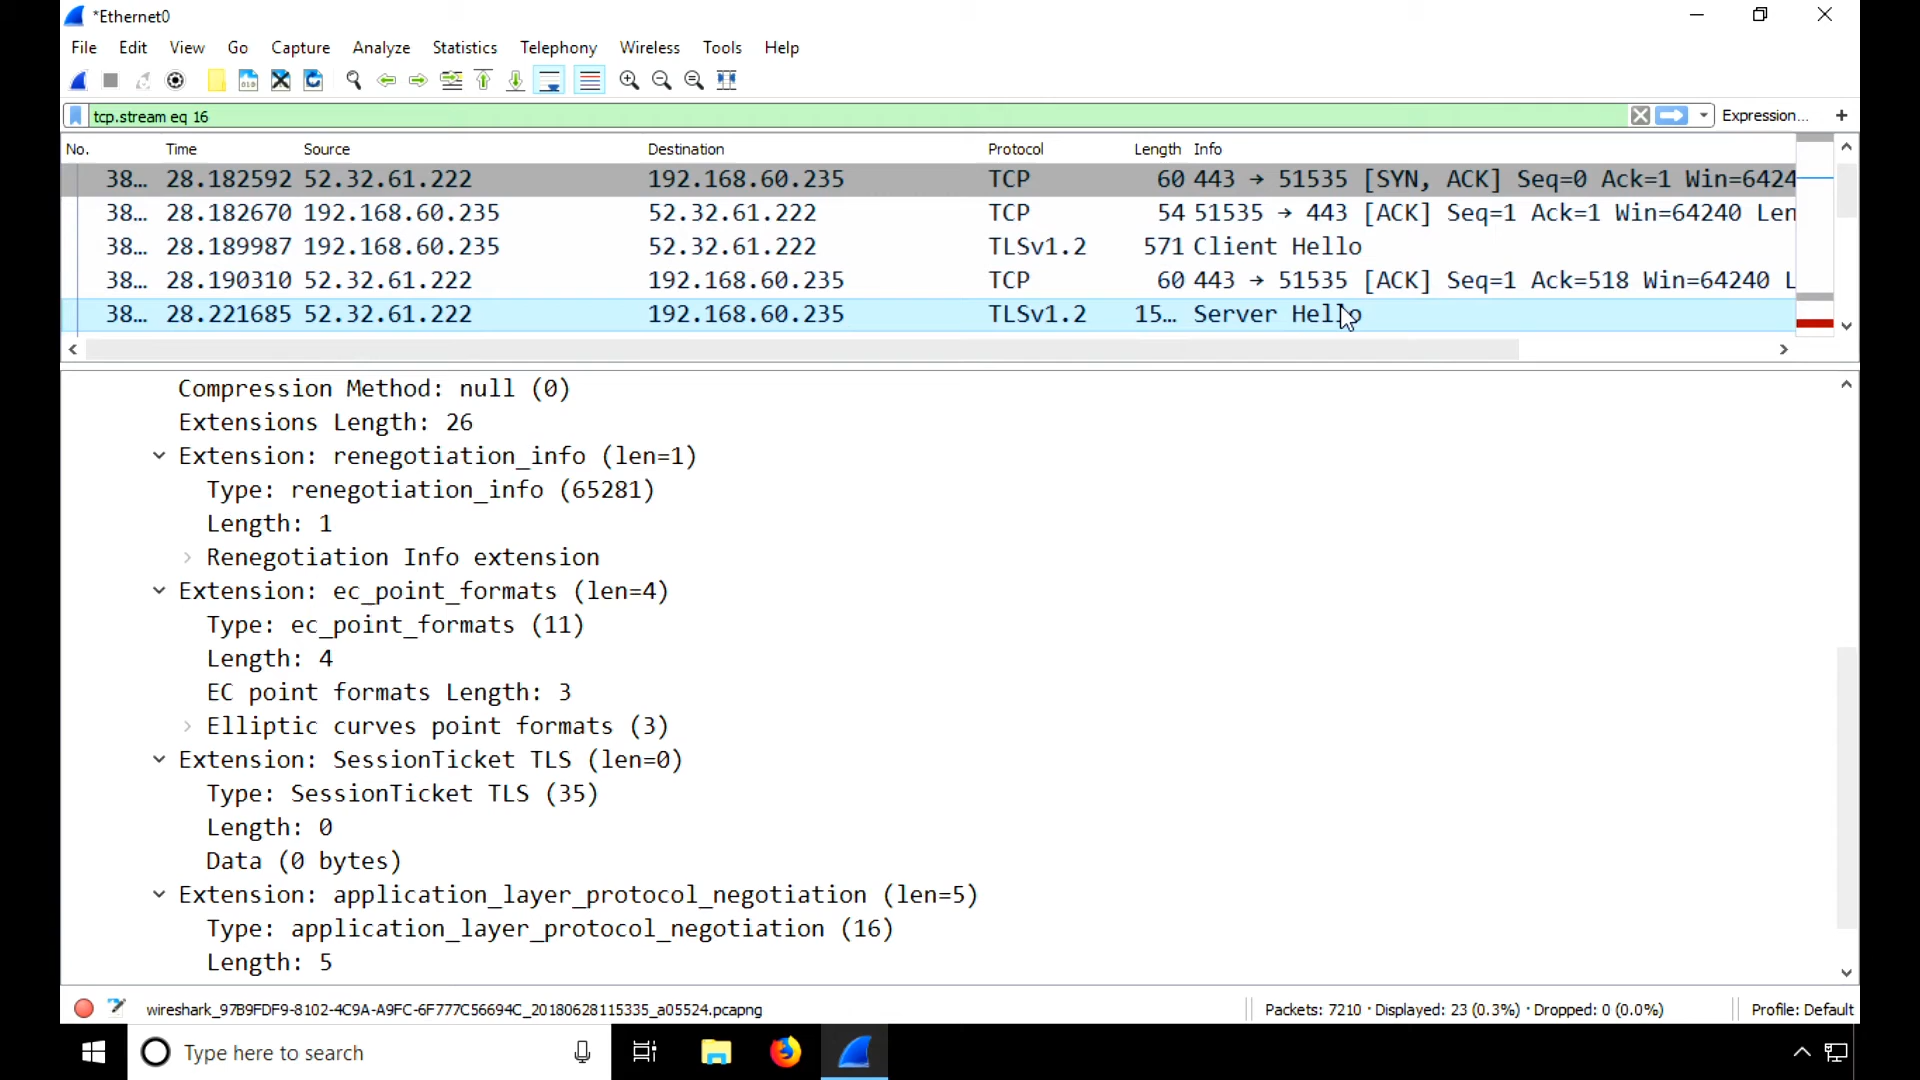 *Ethernet0
File Edit View Go Capture Analyze Statistics Telephony Wireless Tools Help
tcp.stream eq 16 Expression... +
No. Time Source Destination Protocol Length Info
38... 28.182592 52.32.61.222 192.168.60.235 TCP 60 443 → 51535 [SYN, ACK] Seq=0 Ack=1 Win=6424
38... 28.182670 192.168.60.235 52.32.61.222 TCP 54 51535 → 443 [ACK] Seq=1 Ack=1 Win=64240 Len
38... 28.189987 192.168.60.235 52.32.61.222 TLSv1.2 571 Client Hello
38... 28.190310 52.32.61.222 192.168.60.235 TCP 60 443 → 51535 [ACK] Seq=1 Ack=518 Win=64240 L
38... 28.221685 52.32.61.222 192.168.60.235 TLSv1.2 15... Server Hello
Compression Method: null (0)
Extensions Length: 26
Extension: renegotiation_info (len=1)
Type: renegotiation_info (65281)
Length: 1
Renegotiation Info extension
Extension: ec_point_formats (len=4)
Type: ec_point_formats (11)
Length: 4
EC point formats Length: 3
Elliptic curves point formats (3)
Extension: SessionTicket TLS (len=0)
Type: SessionTicket TLS (35)
Length: 0
Data (0 bytes)
Extension: application_layer_protocol_negotiation (len=5)
Type: application_layer_protocol_negotiation (16)
Length: 5
wireshark_97B9FDF9-8102-4C9A-A9FC-6F777C56694C_20180628115335_a05524.pcapng Packets: 7210 · Displayed: 23 (0.3%) · Dropped: 0 (0.0%) Profile: Default
Type here to search